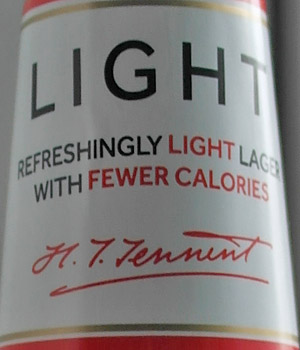 LIGHT
REFRESHINGLY LIGHT LAGER
WITH FEWER CALORIES
H. T. Tennent